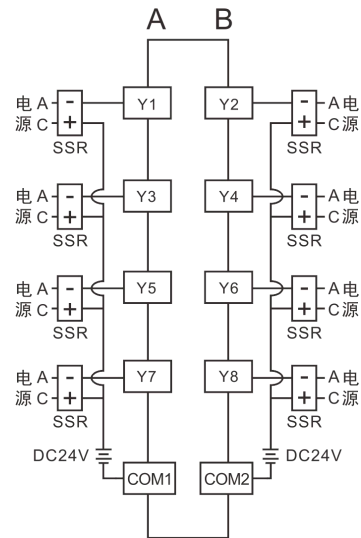 A B
电 A - Y1 Y2 - A 电
源 C + + C 源
SSR SSR
电 A - Y3 Y4 - A 电
源 C + + C 源
SSR SSR
电 A - Y5 Y6 - A 电
源 C + + C 源
SSR SSR
电 A - Y7 Y8 - A 电
源 C + + C 源
SSR SSR
DC24V DC24V
COM1 COM2